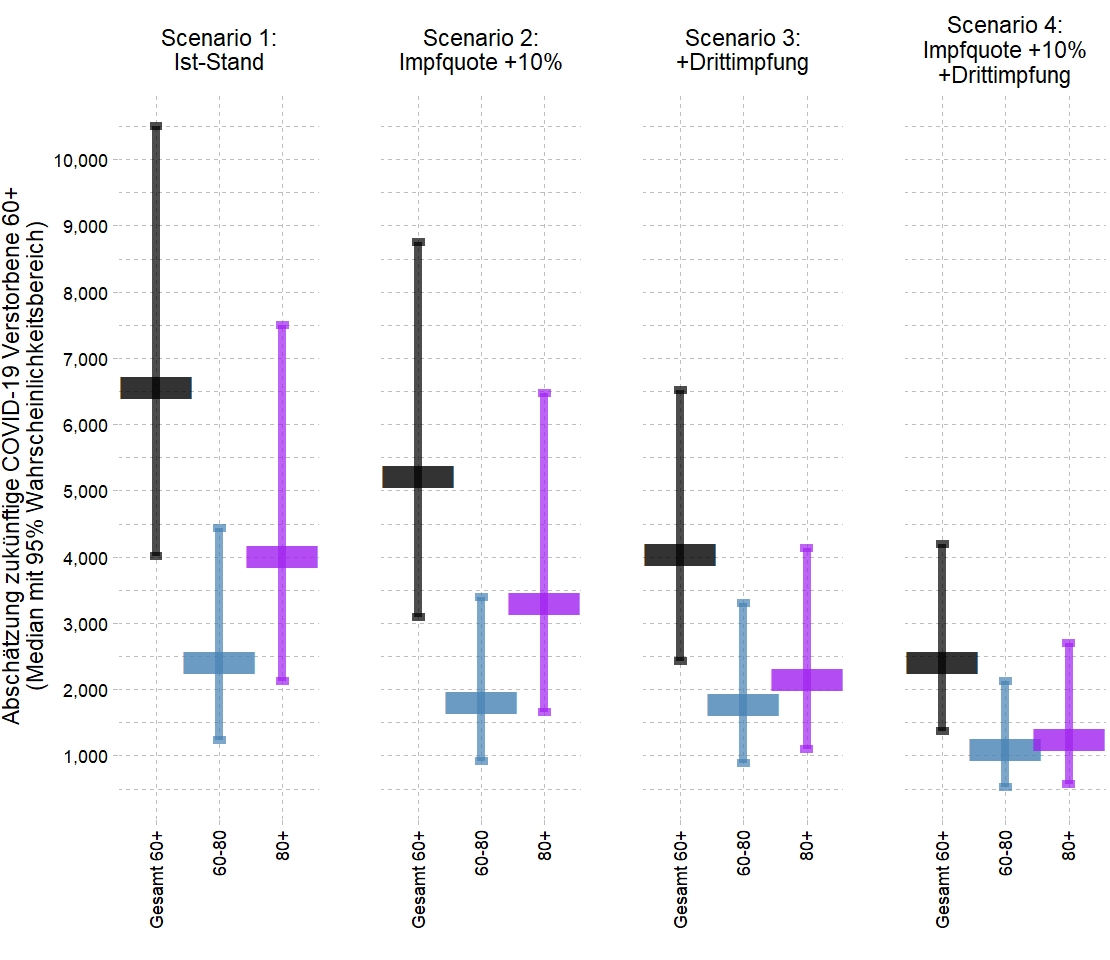 Scenario 1:
Ist-Stand
Scenario 2:
Impfquote +10%
Scenario 3:
+Drittimpfung
Scenario 4:
Impfquote +10%
+Drittimpfung
Abschätzung zukünftige COVID-19 Verstorbene 60+
(Median mit 95% Wahrscheinlichkeitsbereich)
10,000
9,000
8,000
7,000
6,000
5,000
4,000
3,000
2,000
1,000
Gesamt 60+
60-80
80+
Gesamt 60+
60-80
80+
Gesamt 60+
60-80
80+
Gesamt 60+
60-80
80+